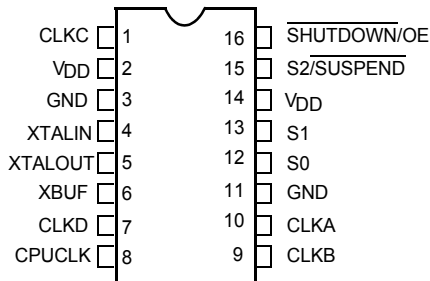 CLKC 1 16 SHUTDOWN/OE
VDD 2 15 S2/SUSPEND
GND 3 14 VDD
XTALIN 4 13 S1
XTALOUT 5 12 S0
XBUF 6 11 GND
CLKD 7 10 CLKA
CPUCLK 8 9 CLKB